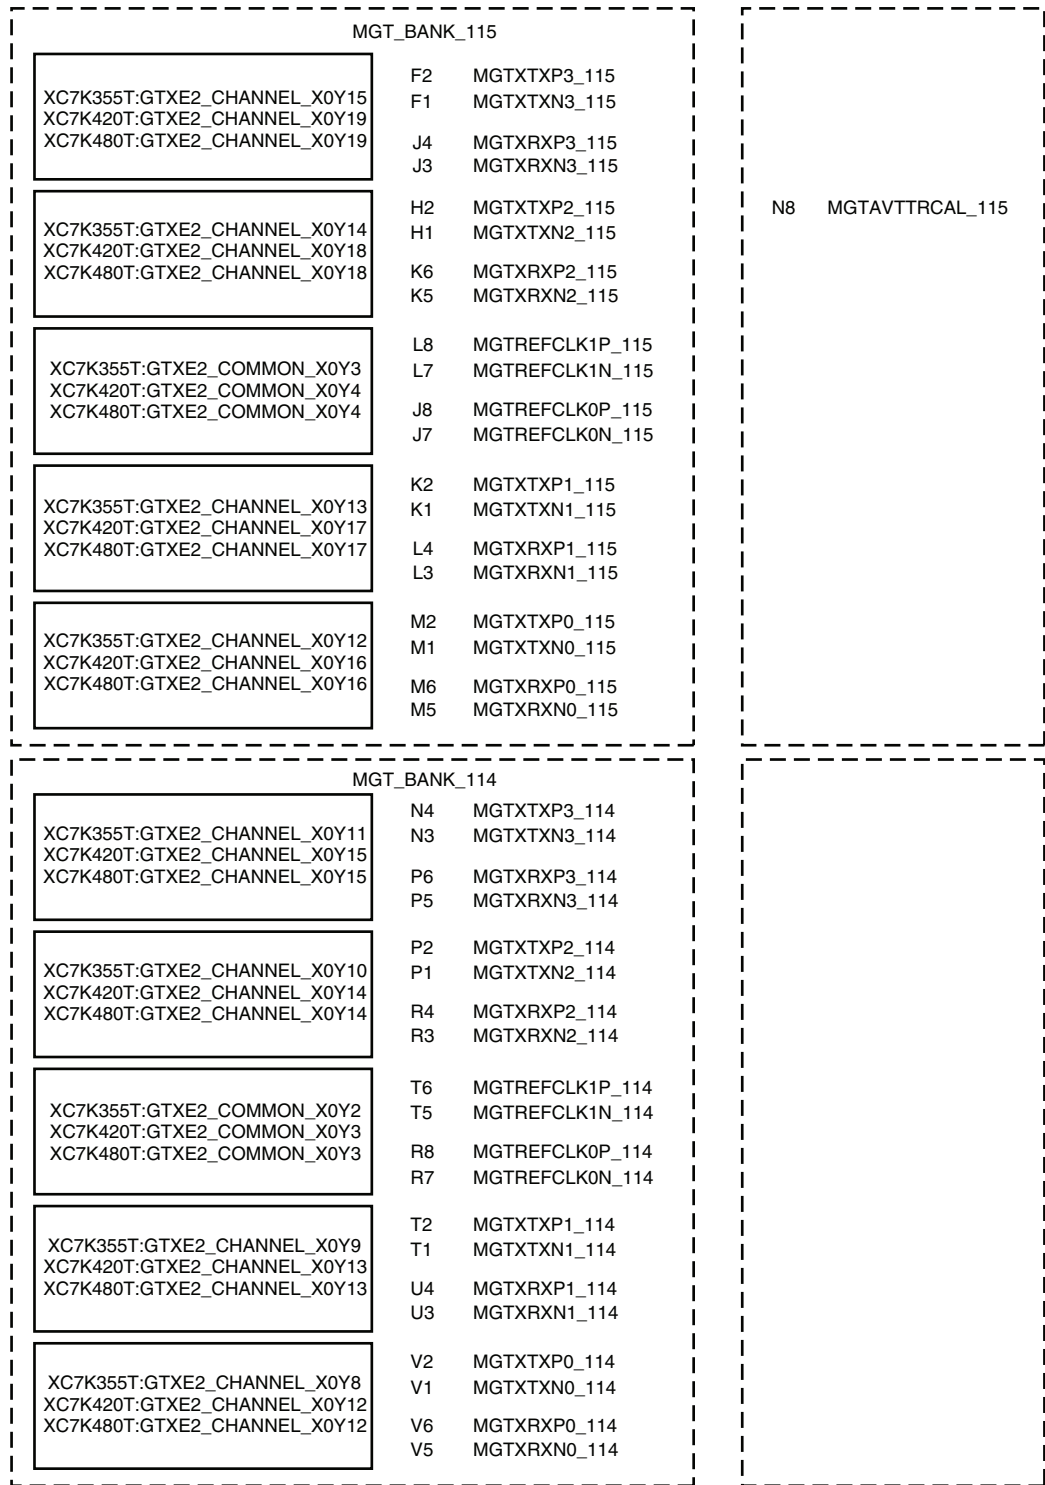 MGT_BANK_115
XC7K355T:GTXE2_CHANNEL_X0Y15
XC7K420T:GTXE2_CHANNEL_X0Y19
XC7K480T:GTXE2_CHANNEL_X0Y19
F2 MGTXTXP3_115
F1 MGTXTXN3_115
J4 MGTXRXP3_115
J3 MGTXRXN3_115
XC7K355T:GTXE2_CHANNEL_X0Y14
XC7K420T:GTXE2_CHANNEL_X0Y18
XC7K480T:GTXE2_CHANNEL_X0Y18
H2 MGTXTXP2_115
H1 MGTXTXN2_115
K6 MGTXRXP2_115
K5 MGTXRXN2_115
N8 MGTAVTTRCAL_115
XC7K355T:GTXE2_COMMON_X0Y3
XC7K420T:GTXE2_COMMON_X0Y4
XC7K480T:GTXE2_COMMON_X0Y4
L8 MGTREFCLK1P_115
L7 MGTREFCLK1N_115
J8 MGTREFCLK0P_115
J7 MGTREFCLK0N_115
XC7K355T:GTXE2_CHANNEL_X0Y13
XC7K420T:GTXE2_CHANNEL_X0Y17
XC7K480T:GTXE2_CHANNEL_X0Y17
K2 MGTXTXP1_115
K1 MGTXTXN1_115
L4 MGTXRXP1_115
L3 MGTXRXN1_115
XC7K355T:GTXE2_CHANNEL_X0Y12
XC7K420T:GTXE2_CHANNEL_X0Y16
XC7K480T:GTXE2_CHANNEL_X0Y16
M2 MGTXTXP0_115
M1 MGTXTXN0_115
M6 MGTXRXP0_115
M5 MGTXRXN0_115
MGT_BANK_114
XC7K355T:GTXE2_CHANNEL_X0Y11
XC7K420T:GTXE2_CHANNEL_X0Y15
XC7K480T:GTXE2_CHANNEL_X0Y15
N4 MGTXTXP3_114
N3 MGTXTXN3_114
P6 MGTXRXP3_114
P5 MGTXRXN3_114
XC7K355T:GTXE2_CHANNEL_X0Y10
XC7K420T:GTXE2_CHANNEL_X0Y14
XC7K480T:GTXE2_CHANNEL_X0Y14
P2 MGTXTXP2_114
P1 MGTXTXN2_114
R4 MGTXRXP2_114
R3 MGTXRXN2_114
XC7K355T:GTXE2_COMMON_X0Y2
XC7K420T:GTXE2_COMMON_X0Y3
XC7K480T:GTXE2_COMMON_X0Y3
T6 MGTREFCLK1P_114
T5 MGTREFCLK1N_114
R8 MGTREFCLK0P_114
R7 MGTREFCLK0N_114
XC7K355T:GTXE2_CHANNEL_X0Y9
XC7K420T:GTXE2_CHANNEL_X0Y13
XC7K480T:GTXE2_CHANNEL_X0Y13
T2 MGTXTXP1_114
T1 MGTXTXN1_114
U4 MGTXRXP1_114
U3 MGTXRXN1_114
XC7K355T:GTXE2_CHANNEL_X0Y8
XC7K420T:GTXE2_CHANNEL_X0Y12
XC7K480T:GTXE2_CHANNEL_X0Y12
V2 MGTXTXP0_114
V1 MGTXTXN0_114
V6 MGTXRXP0_114
V5 MGTXRXN0_114